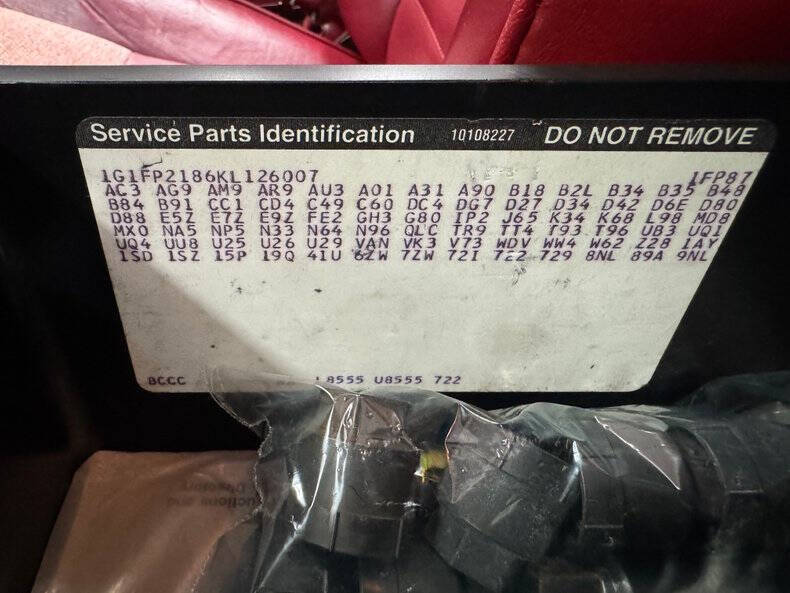 Service Parts Identification 10108227 DO NOT REMOVE
1G1FP2186KL126007 1FP87
AC3 AG9 AM9 AR9 AU3 A01 A31 A90 B18 B2L B34 B35 B48
B84 B91 CC1 CD4 C49 C60 DC4 DG7 D27 D34 D42 D6E D80
D88 E5Z E7Z E9Z FE2 GH3 G80 IP2 J65 K34 K68 L98 MD8
MX0 NA5 NP5 N33 N64 N96 QLC TR9 TT4 T93 T96 UB3 UQ1
UQ4 UU8 U25 U26 U29 VAN VK3 V73 WDV WW4 W62 Z28 1AY
1SD 1SZ 15P 19Q 4IU 6ZW 7ZW 72I 7E2 729 8NL 89A 9NL
BCCC L8555 U8555 722